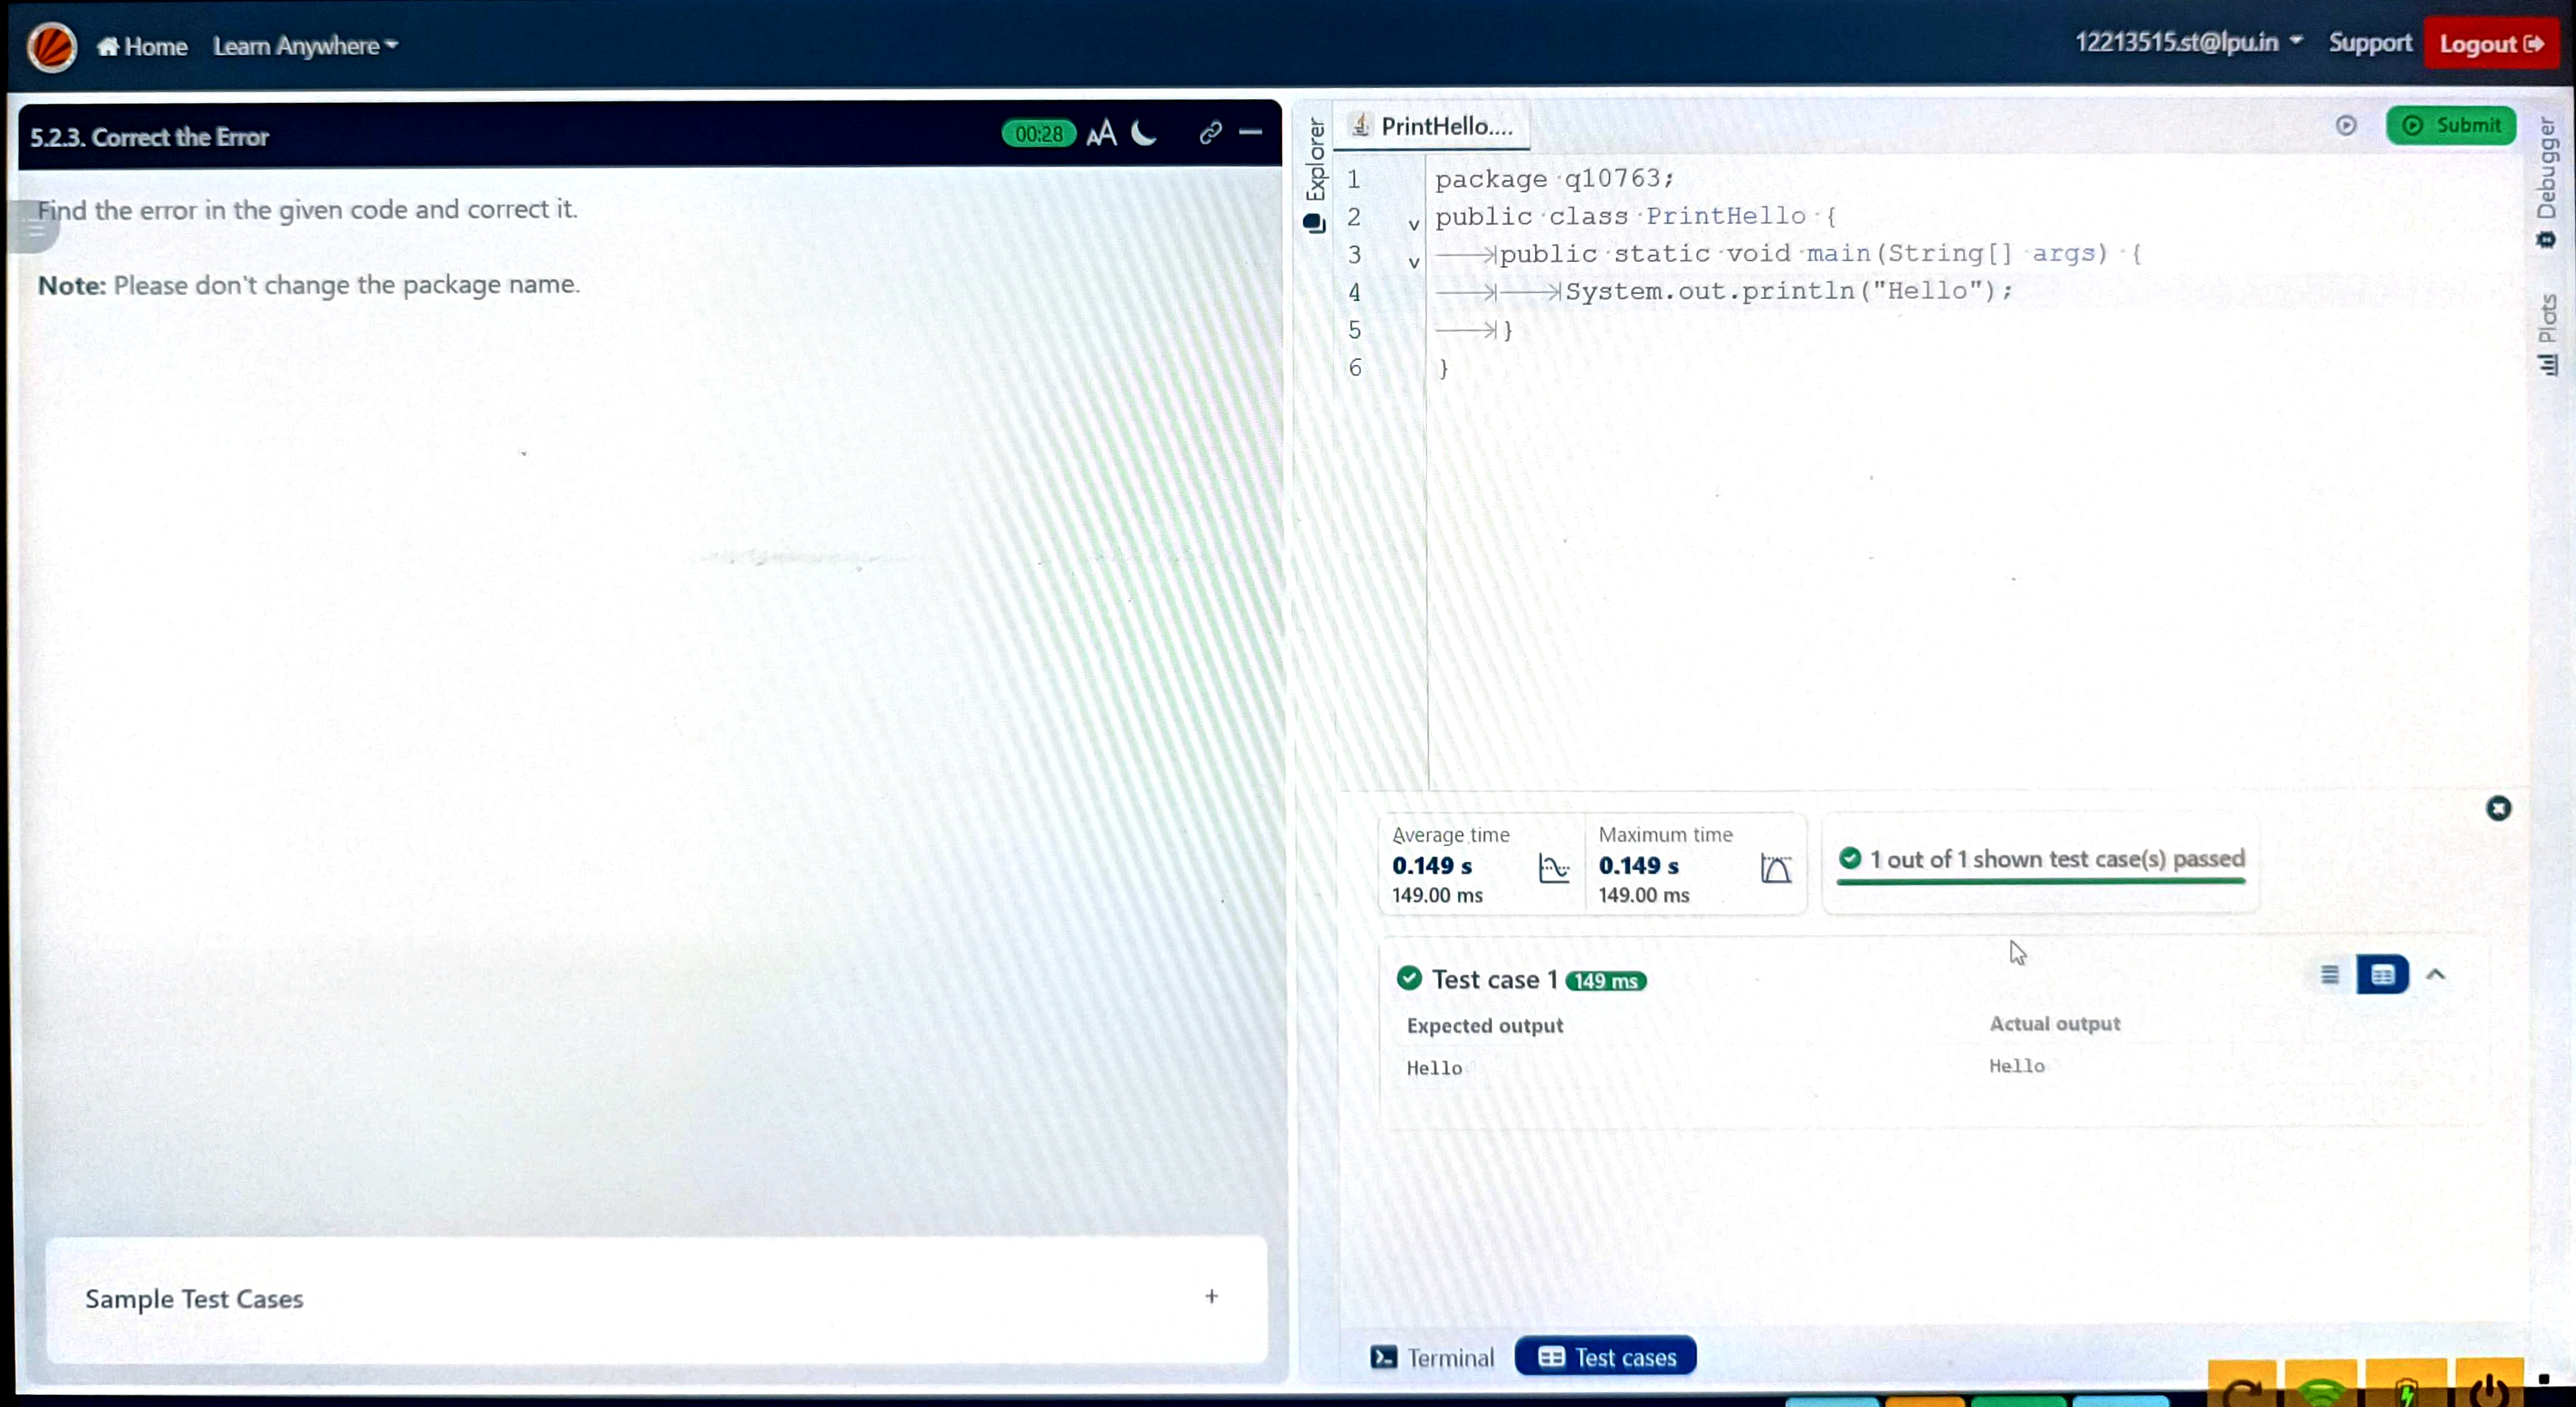 Home Learn Anywhere 12213515.st@lpu.in Support Logout
5.2.3. Correct the Error 00:28 AA
Find the error in the given code and correct it.
Note: Please don't change the package name.
Sample Test Cases +
Explorer
PrintHello....
Submit
Debugger
Plots
1 package q10763;
2 public class PrintHello {
3 public static void main(String[] args) {
4 System.out.println("Hello");
5 }
6 }
Average time
0.149 s
149.00 ms
Maximum time
0.149 s
149.00 ms
1 out of 1 shown test case(s) passed
Test case 1 149 ms
Expected output Actual output
Hello Hello
Terminal Test cases